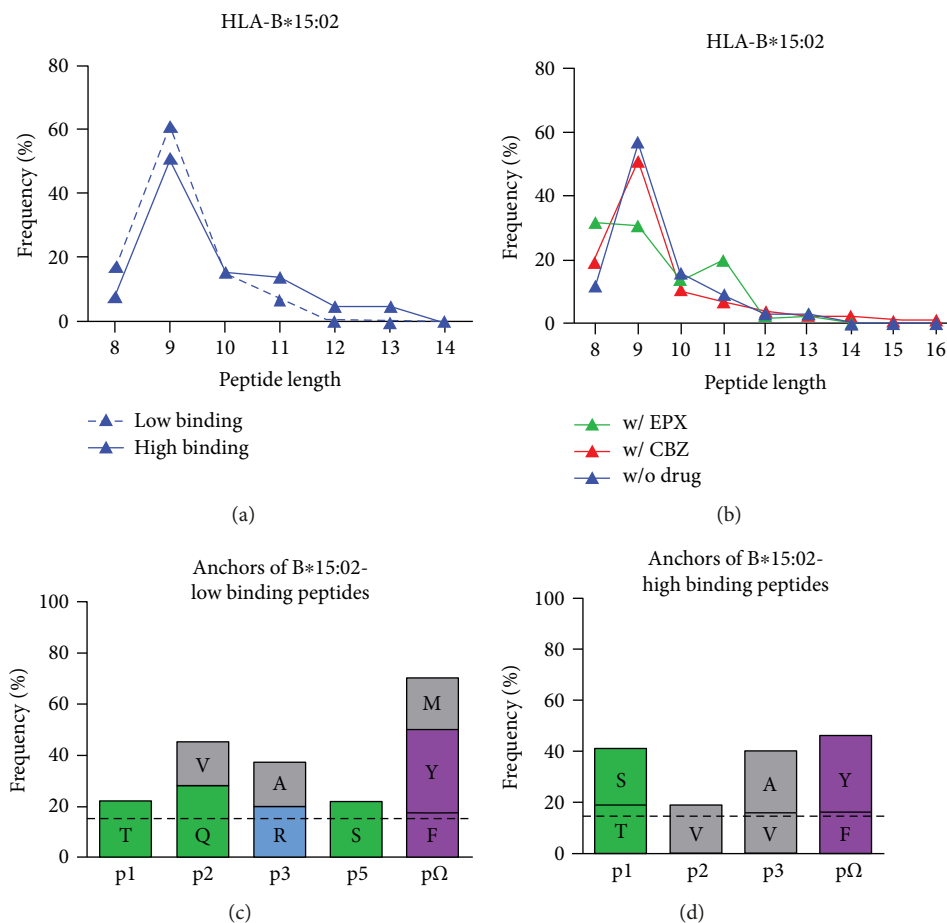 HLA-B*15:02
80
60
40
20
0
Frequency (%)
8 9 10 11 12 13 14
Peptide length
Low binding
High binding
(a)
HLA-B*15:02
80
60
40
20
0
Frequency (%)
8 9 10 11 12 13 14 15 16
Peptide length
w/ EPX
w/ CBZ
w/o drug
(b)
Anchors of B*15:02-
low binding peptides
100
80
60
40
20
0
Frequency (%)
T
V
Q
A
R
S
M
Y
F
p1 p2 p3 p5 pΩ
(c)
Anchors of B*15:02-
high binding peptides
100
80
60
40
20
0
Frequency (%)
S
T
V
A
V
Y
F
p1 p2 p3 pΩ
(d)